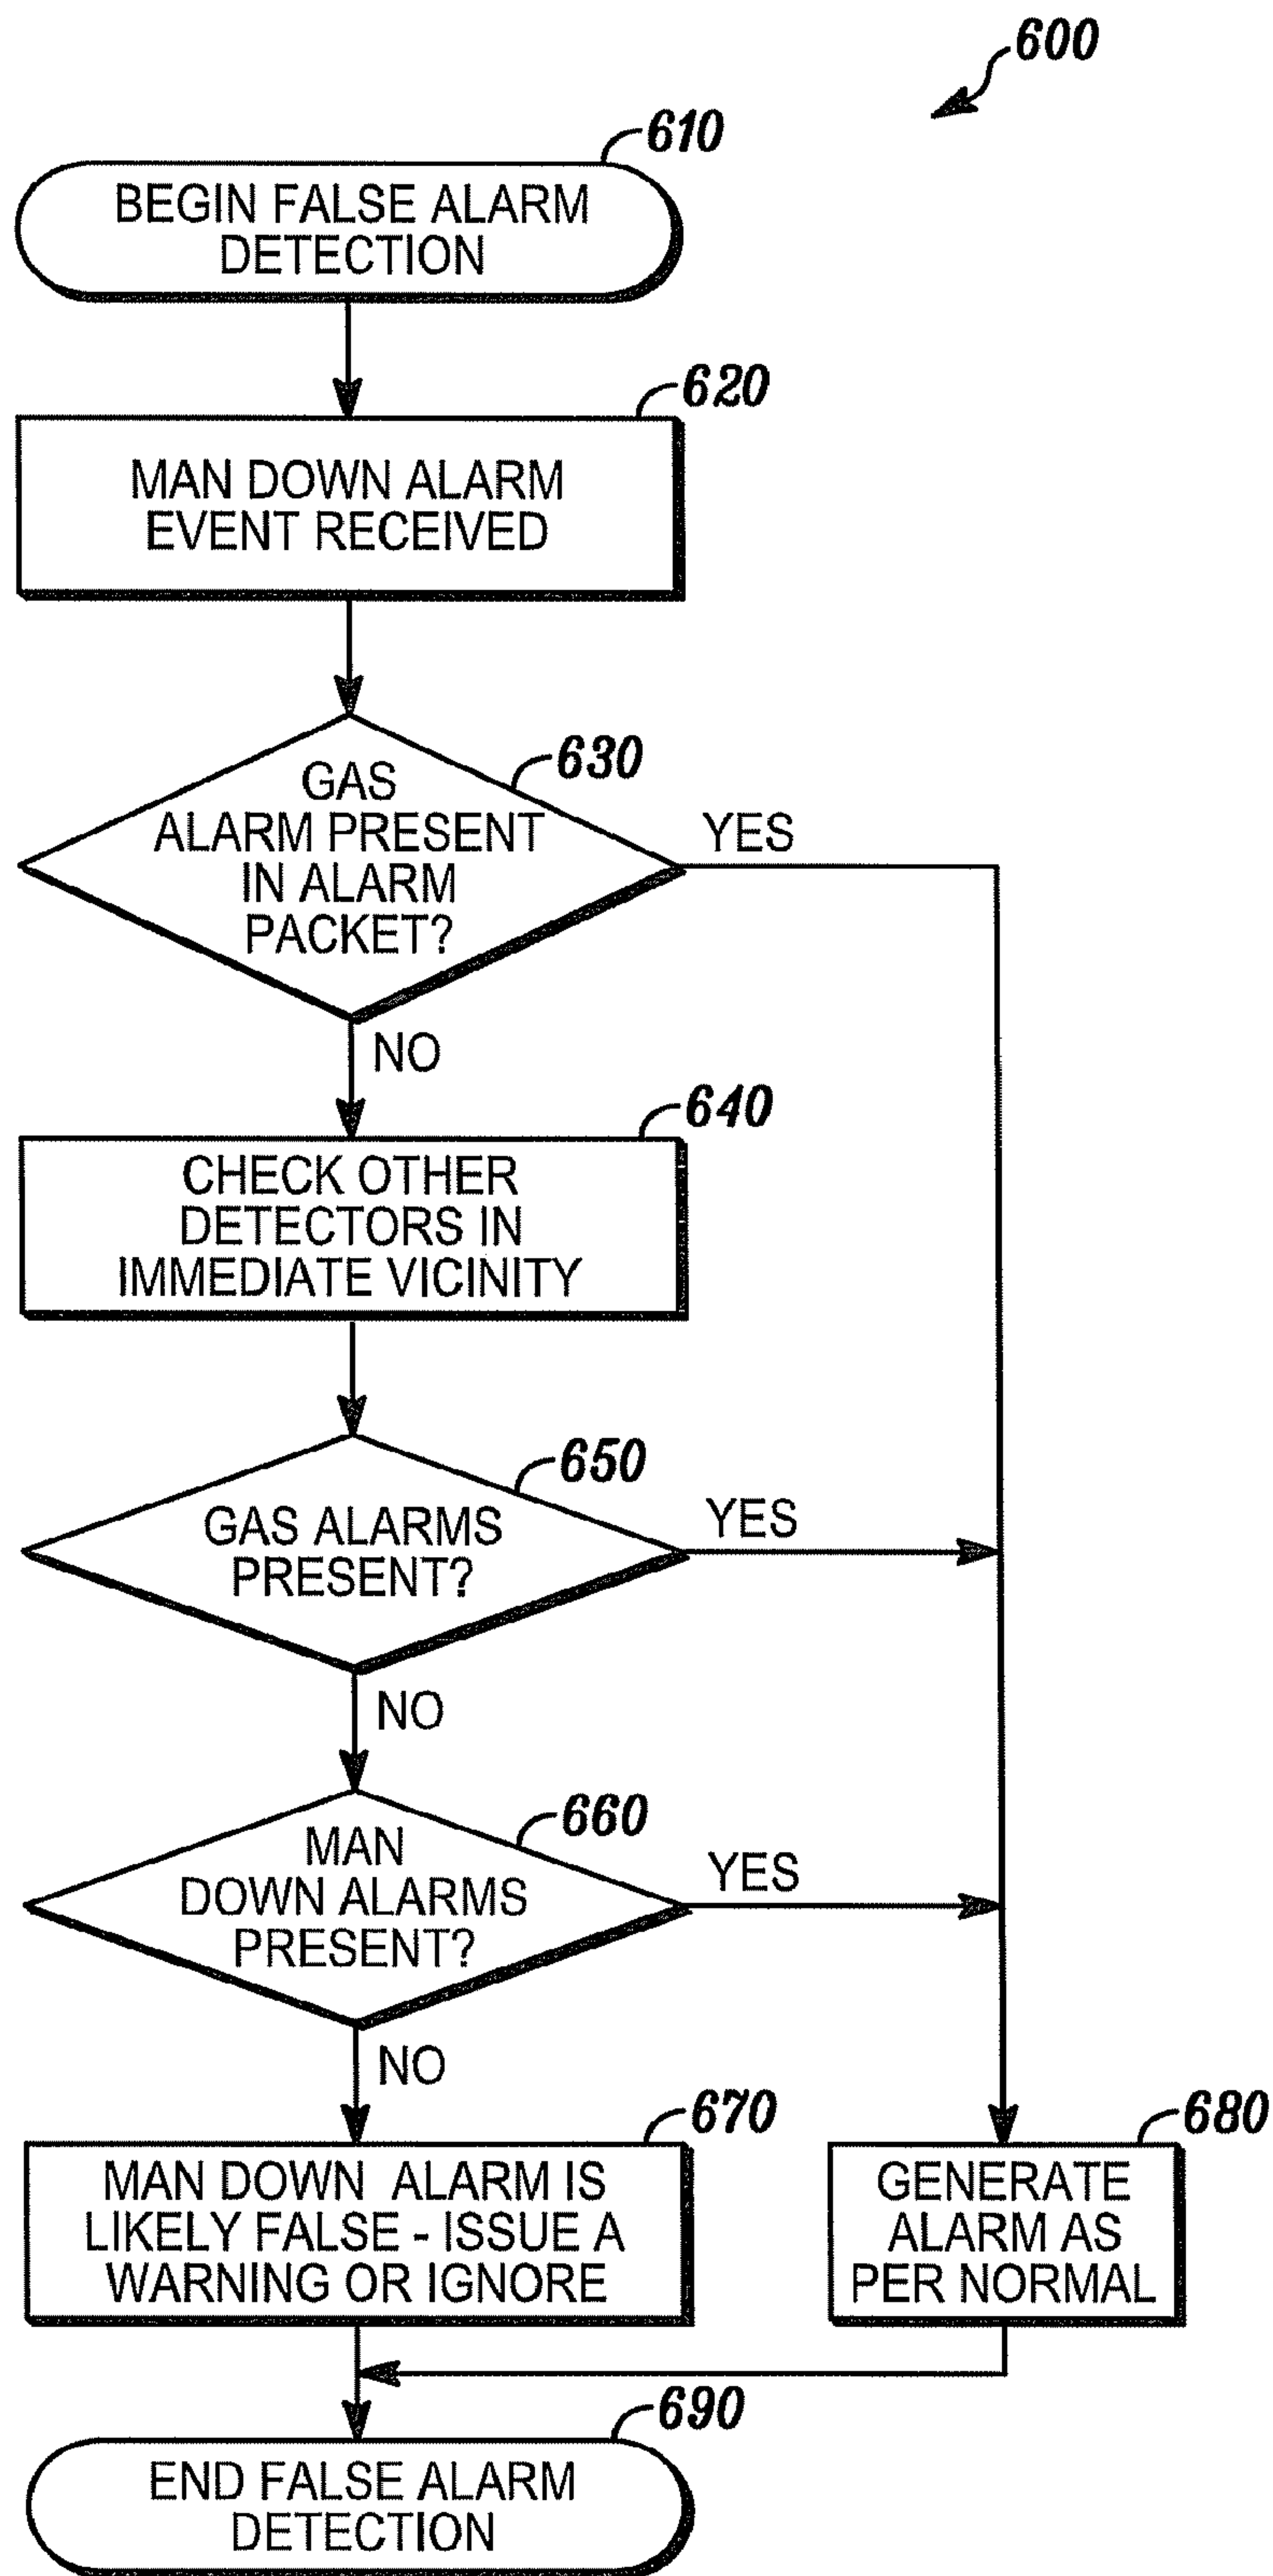 600
610
BEGIN FALSE ALARM
DETECTION
620
MAN DOWN ALARM
EVENT RECEIVED
630
GAS
ALARM PRESENT
IN ALARM
PACKET?
YES
NO
640
CHECK OTHER
DETECTORS IN
IMMEDIATE VICINITY
650
GAS ALARMS
PRESENT?
YES
NO
660
MAN
DOWN ALARMS
PRESENT?
YES
NO
670
MAN DOWN ALARM IS
LIKELY FALSE - ISSUE A
WARNING OR IGNORE
680
GENERATE
ALARM AS
PER NORMAL
690
END FALSE ALARM
DETECTION